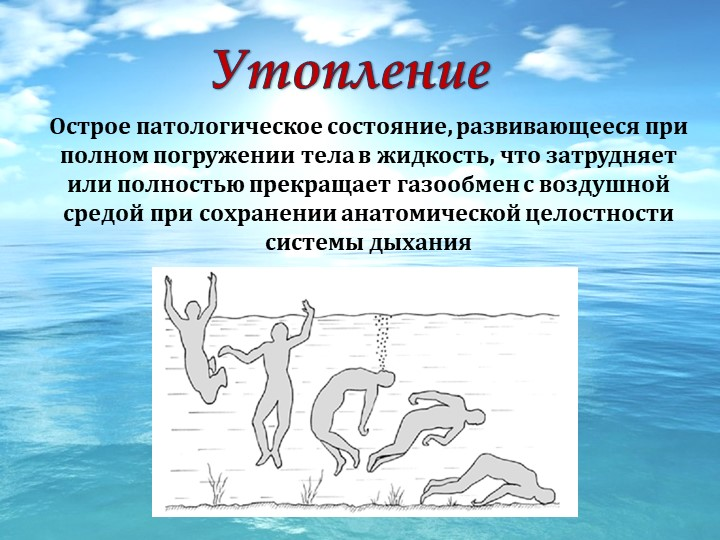 Утопление
Острое патологическое состояние, развивающееся при
полном погружении тела в жидкость, что затрудняет
или полностью прекращает газообмен с воздушной
средой при сохранении анатомической целостности
системы дыхания